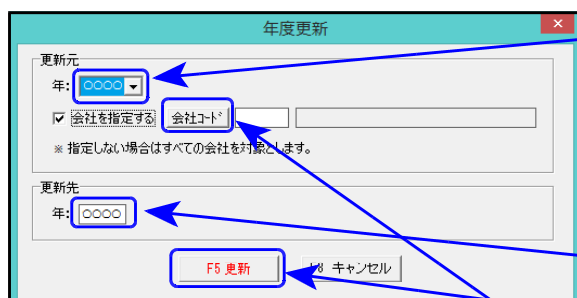 年度更新
更新元
年: ○○○○
会社を指定する 会社ｺｰﾄﾞ
※ 指定しない場合はすべての会社を対象とします。
更新先
年: ○○○○
F5 更新 キャンセル